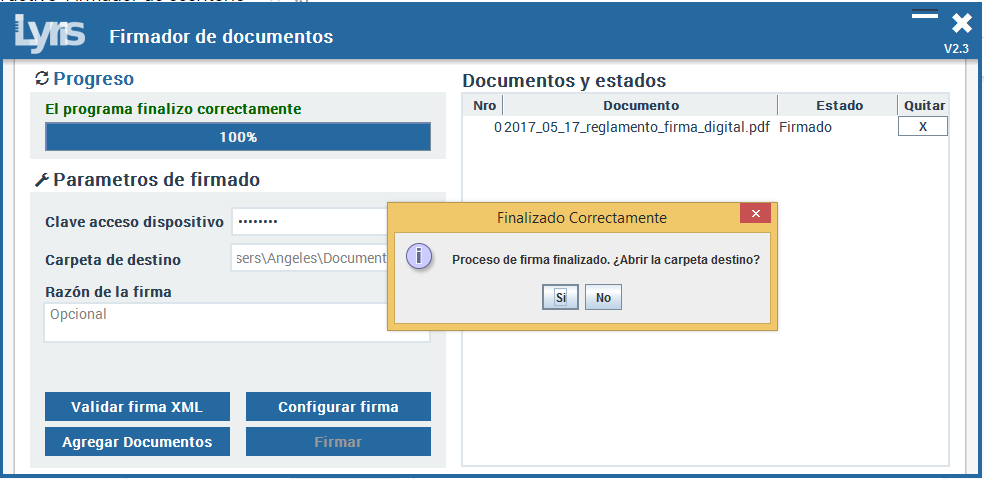 Lyris
Firmador de documentos
V2.3
Progreso
El programa finalizo correctamente
100%
Parametros de firmado
Clave acceso dispositivo
••••••••
Carpeta de destino
sers\Angeles\Document
Razón de la firma
Opcional
Validar firma XML
Configurar firma
Agregar Documentos
Firmar
Documentos y estados
Nro Documento Estado Quitar
0 2017_05_17_reglamento_firma_digital.pdf Firmado X
Finalizado Correctamente
i
Proceso de firma finalizado. ¿Abrir la carpeta destino?
Si
No